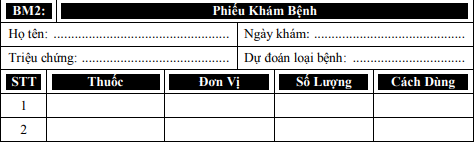 BM2: Phiếu Khám Bệnh
Họ tên: ............................................................ Ngày khám: ..........................................
Triệu chứng: .................................................... Dự đoán loại bệnh: ................................
STT Thuốc Đơn Vị Số Lượng Cách Dùng
1
2